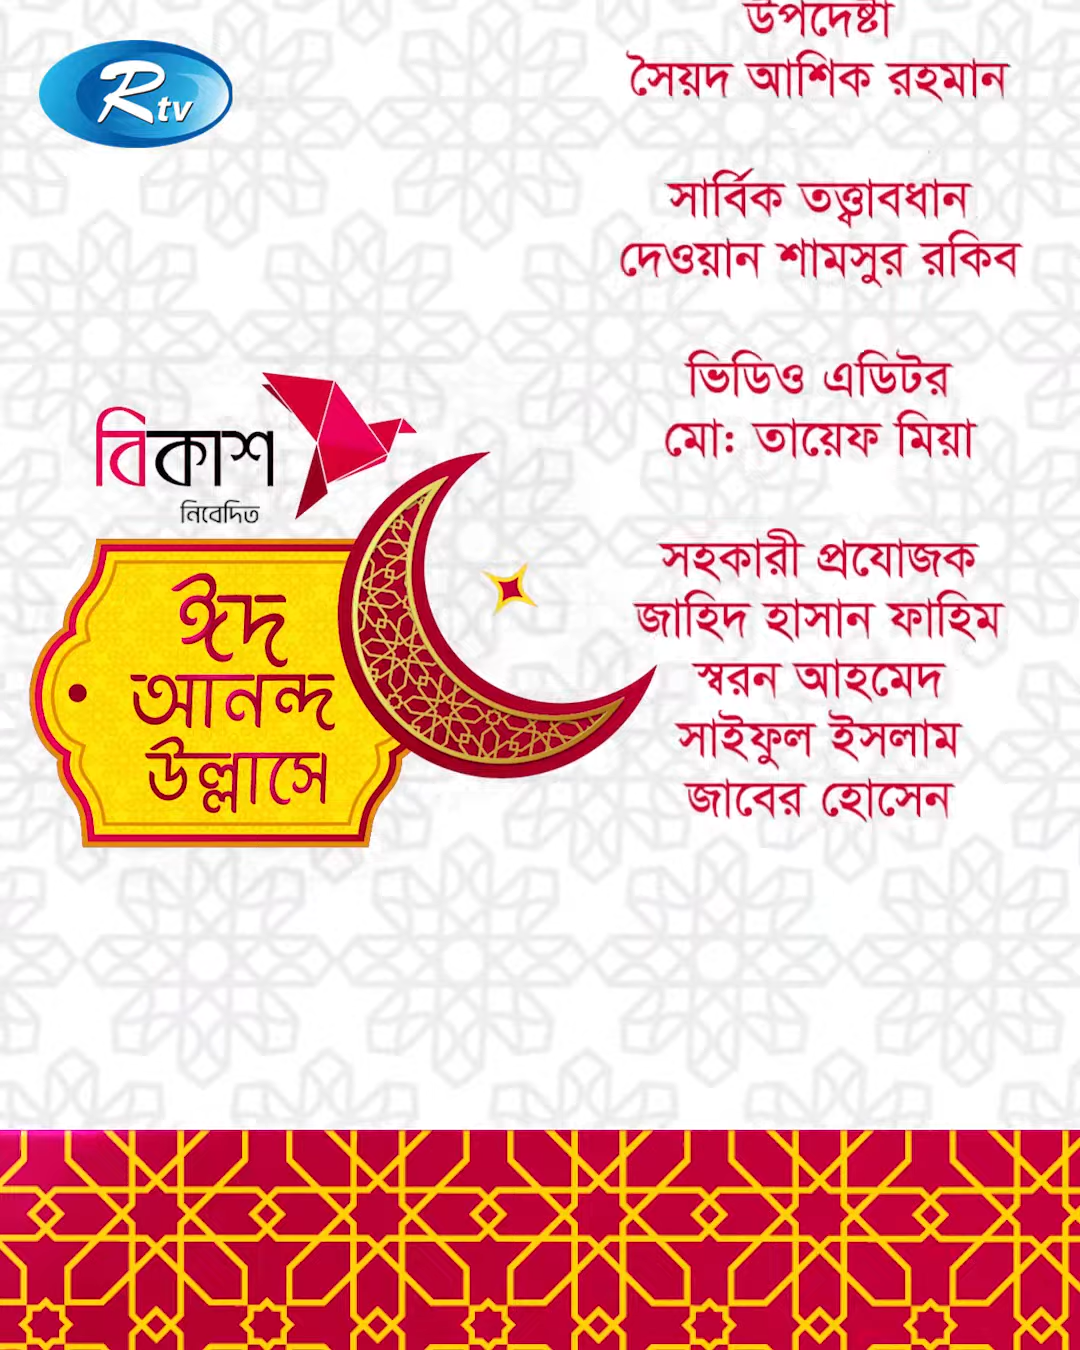 উপদেষ্টা
সৈয়দ আশিক রহমান
সার্বিক তত্ত্বাবধান
দেওয়ান শামসুর রকিব
ভিডিও এডিটর
মো: তায়েফ মিয়া
সহকারী প্রযোজক
জাহিদ হাসান ফাহিম
স্বরন আহমেদ
সাইফুল ইসলাম
জাবের হোসেন
Rtv
বিকাশ
নিবেদিত
ঈদ
আনন্দ
উল্লাসে